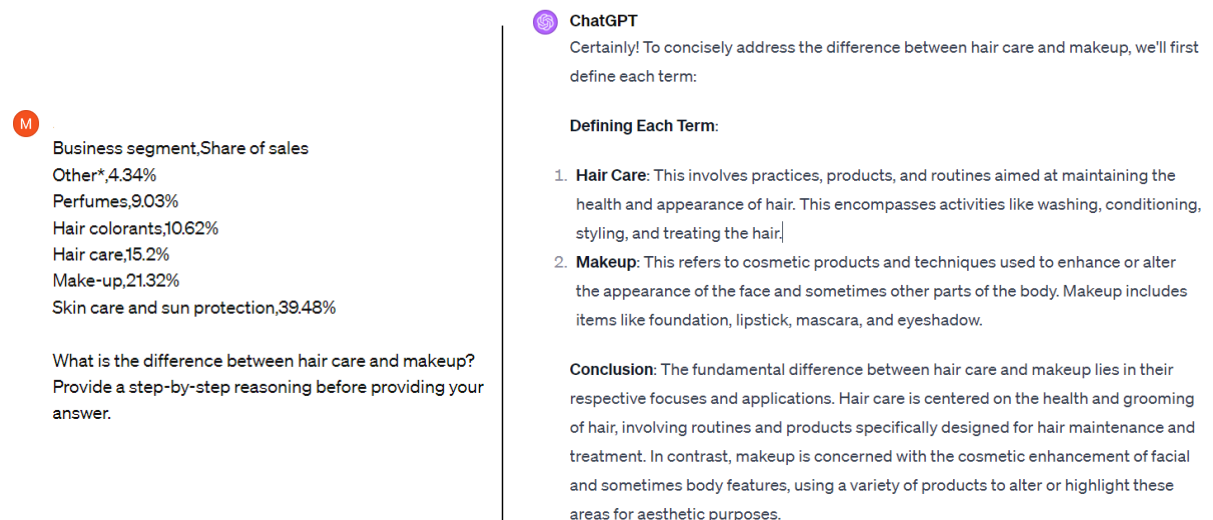 M
Business segment,Share of sales
Other*,4.34%
Perfumes,9.03%
Hair colorants,10.62%
Hair care,15.2%
Make-up,21.32%
Skin care and sun protection,39.48%
What is the difference between hair care and makeup?
Provide a step-by-step reasoning before providing your
answer.
ChatGPT
Certainly! To concisely address the difference between hair care and makeup, we'll first
define each term:
Defining Each Term:
1. Hair Care: This involves practices, products, and routines aimed at maintaining the
health and appearance of hair. This encompasses activities like washing, conditioning,
styling, and treating the hair.
2. Makeup: This refers to cosmetic products and techniques used to enhance or alter
the appearance of the face and sometimes other parts of the body. Makeup includes
items like foundation, lipstick, mascara, and eyeshadow.
Conclusion: The fundamental difference between hair care and makeup lies in their
respective focuses and applications. Hair care is centered on the health and grooming
of hair, involving routines and products specifically designed for hair maintenance and
treatment. In contrast, makeup is concerned with the cosmetic enhancement of facial
and sometimes body features, using a variety of products to alter or highlight these
areas for aesthetic purposes.